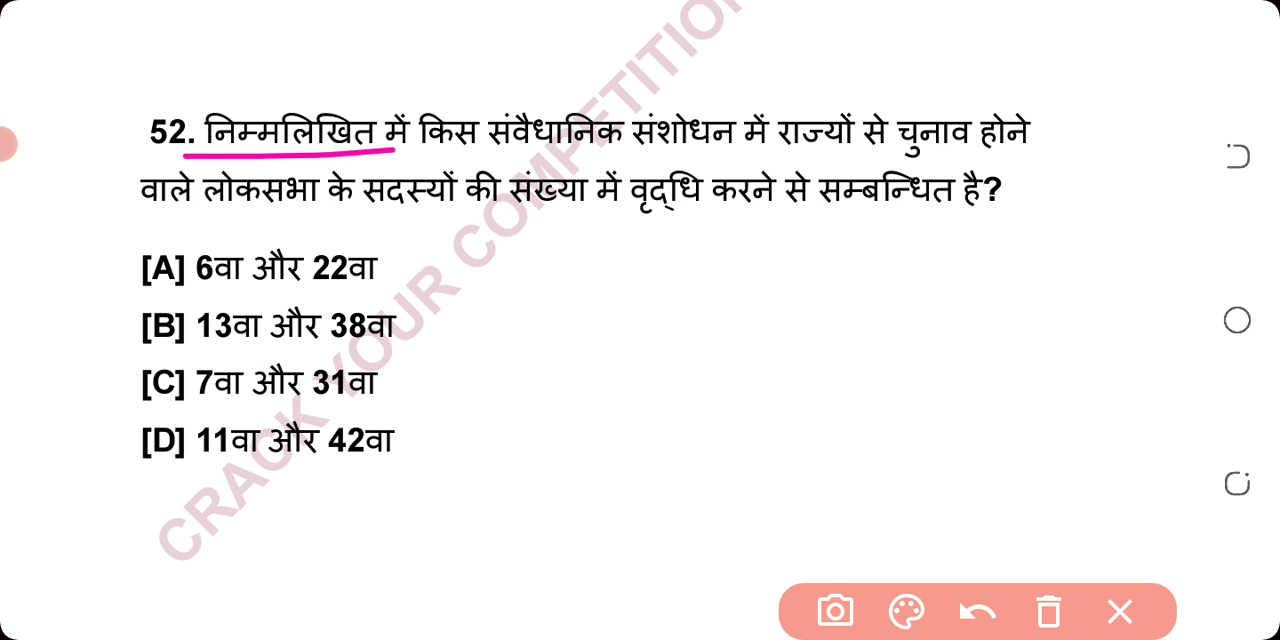 52. निम्मलिखित में किस संवैधानिक संशोधन में राज्यों से चुनाव होने
वाले लोकसभा के सदस्यों की संख्या में वृद्धि करने से सम्बन्धित है?
[A] 6वा और 22वा
[B] 13वा और 38वा
[C] 7वा और 31वा
[D] 11वा और 42वा
CRACK YOUR COMPETITION